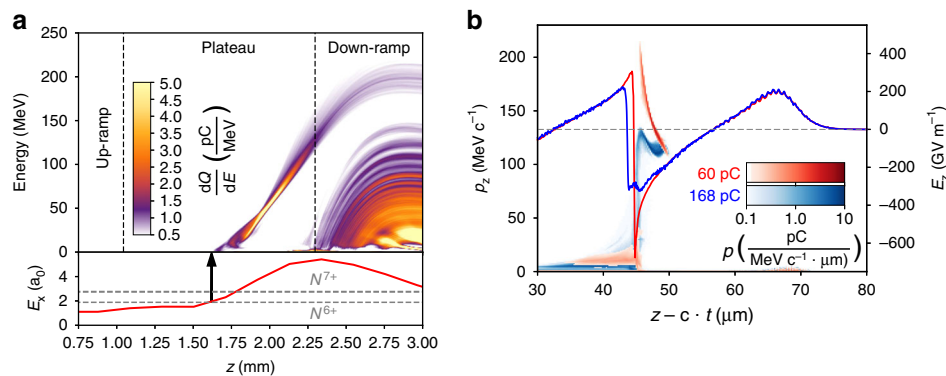 a
250
200
150
100
50
0
Energy (MeV)
Up-ramp
Plateau
Down-ramp
5.0
4.5
4.0
3.5
3.0
2.5
2.0
1.5
1.0
0.5
dQ/dE (pC/MeV)
4
2
0
Eₓ (a₀)
N⁷⁺
N⁶⁺
0.75 1.00 1.25 1.50 1.75 2.00 2.25 2.50 2.75 3.00
z (mm)
b
200
150
100
50
0
p_z (MeV c⁻¹)
400
200
0
−200
−400
−600
E_z (GV m⁻¹)
60 pC
168 pC
0.1 1.0 10
p (pC/MeV c⁻¹ · μm)
30 40 50 60 70 80
z – c · t (μm)